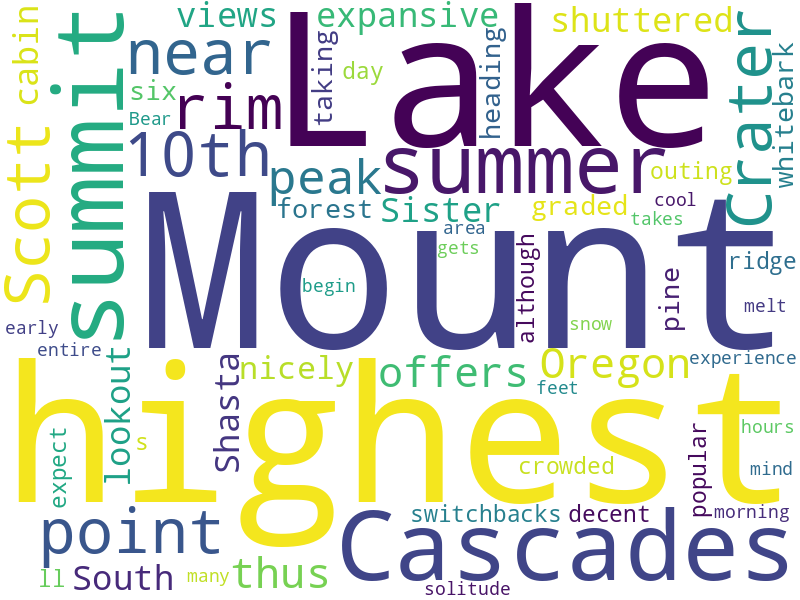 cabin
views
expansive
shuttered
Lake
near
taking
day
heading
crater
whitebark
summit
six
Bear
rim
10th
peak
summer
outing
Scott
forest
Sister
graded
cool
takes
area
gets
Mount
although
pine
ridge
begin
snow
melt
early
entire
lookout
Shasta
nicely
offers
Oregon
experience
feet
highest
expect
s
crowded
popular
hours
mind
point
switchbacks
decent
morning
Cascades
ll
South
many
thus
solitude